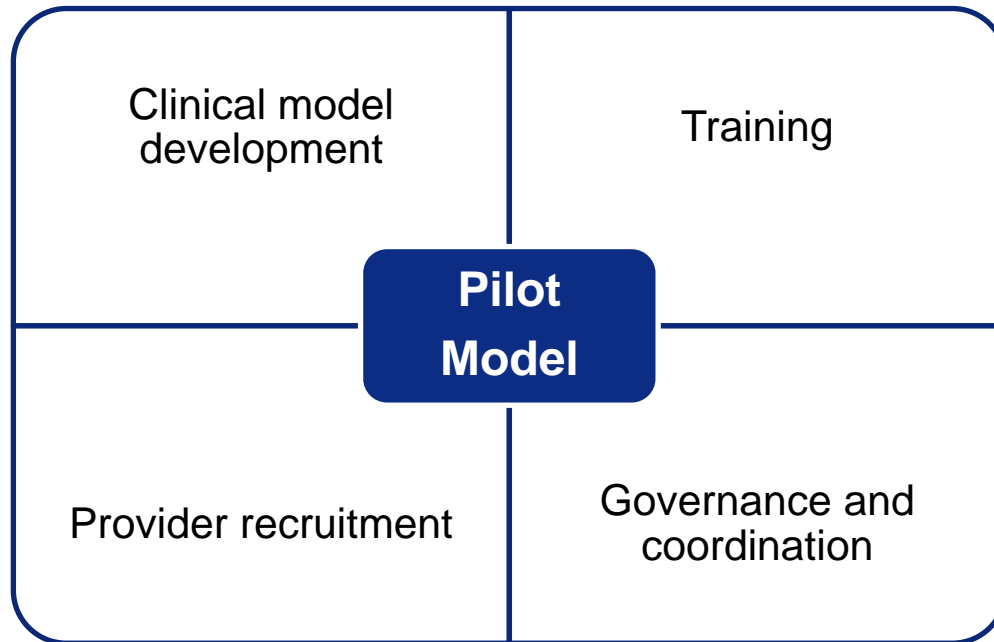 Clinical model
development
Training
Pilot
Model
Provider recruitment
Governance and
coordination